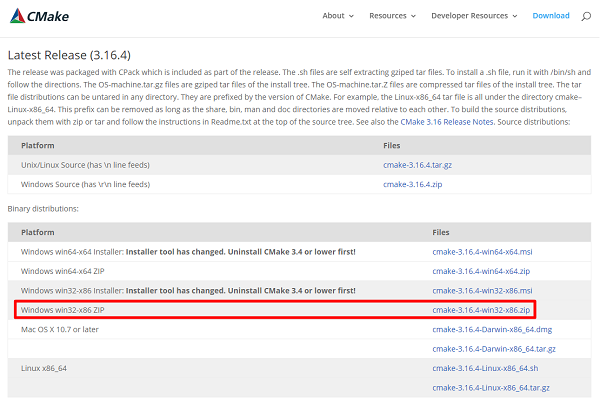 CMake
About Resources Developer Resources Download
Latest Release (3.16.4)
The release was packaged with CPack which is included as part of the release. The .sh files are self extracting gziped tar files. To install a .sh file, run it with /bin/sh and
follow the directions. The OS-machine.tar.gz files are gziped tar files of the install tree. The OS-machine.tar.Z files are compressed tar files of the install tree. The tar
file distributions can be untared in any directory. They are prefixed by the version of CMake. For example, the Linux-x86_64 tar file is all under the directory cmake–
Linux-x86_64. This prefix can be removed as long as the share, bin, man and doc directories are moved relative to each other. To build the source distributions,
unpack them with zip or tar and follow the instructions in Readme.txt at the top of the source tree. See also the CMake 3.16 Release Notes. Source distributions:
Platform Files
Unix/Linux Source (has \n line feeds) cmake-3.16.4.tar.gz
Windows Source (has \r\n line feeds) cmake-3.16.4.zip
Binary distributions:
Platform Files
Windows win64-x64 Installer: Installer tool has changed. Uninstall CMake 3.4 or lower first! cmake-3.16.4-win64-x64.msi
Windows win64-x64 ZIP cmake-3.16.4-win64-x64.zip
Windows win32-x86 Installer: Installer tool has changed. Uninstall CMake 3.4 or lower first! cmake-3.16.4-win32-x86.msi
Windows win32-x86 ZIP cmake-3.16.4-win32-x86.zip
Mac OS X 10.7 or later cmake-3.16.4-Darwin-x86_64.dmg
cmake-3.16.4-Darwin-x86_64.tar.gz
Linux x86_64 cmake-3.16.4-Linux-x86_64.sh
cmake-3.16.4-Linux-x86_64.tar.gz